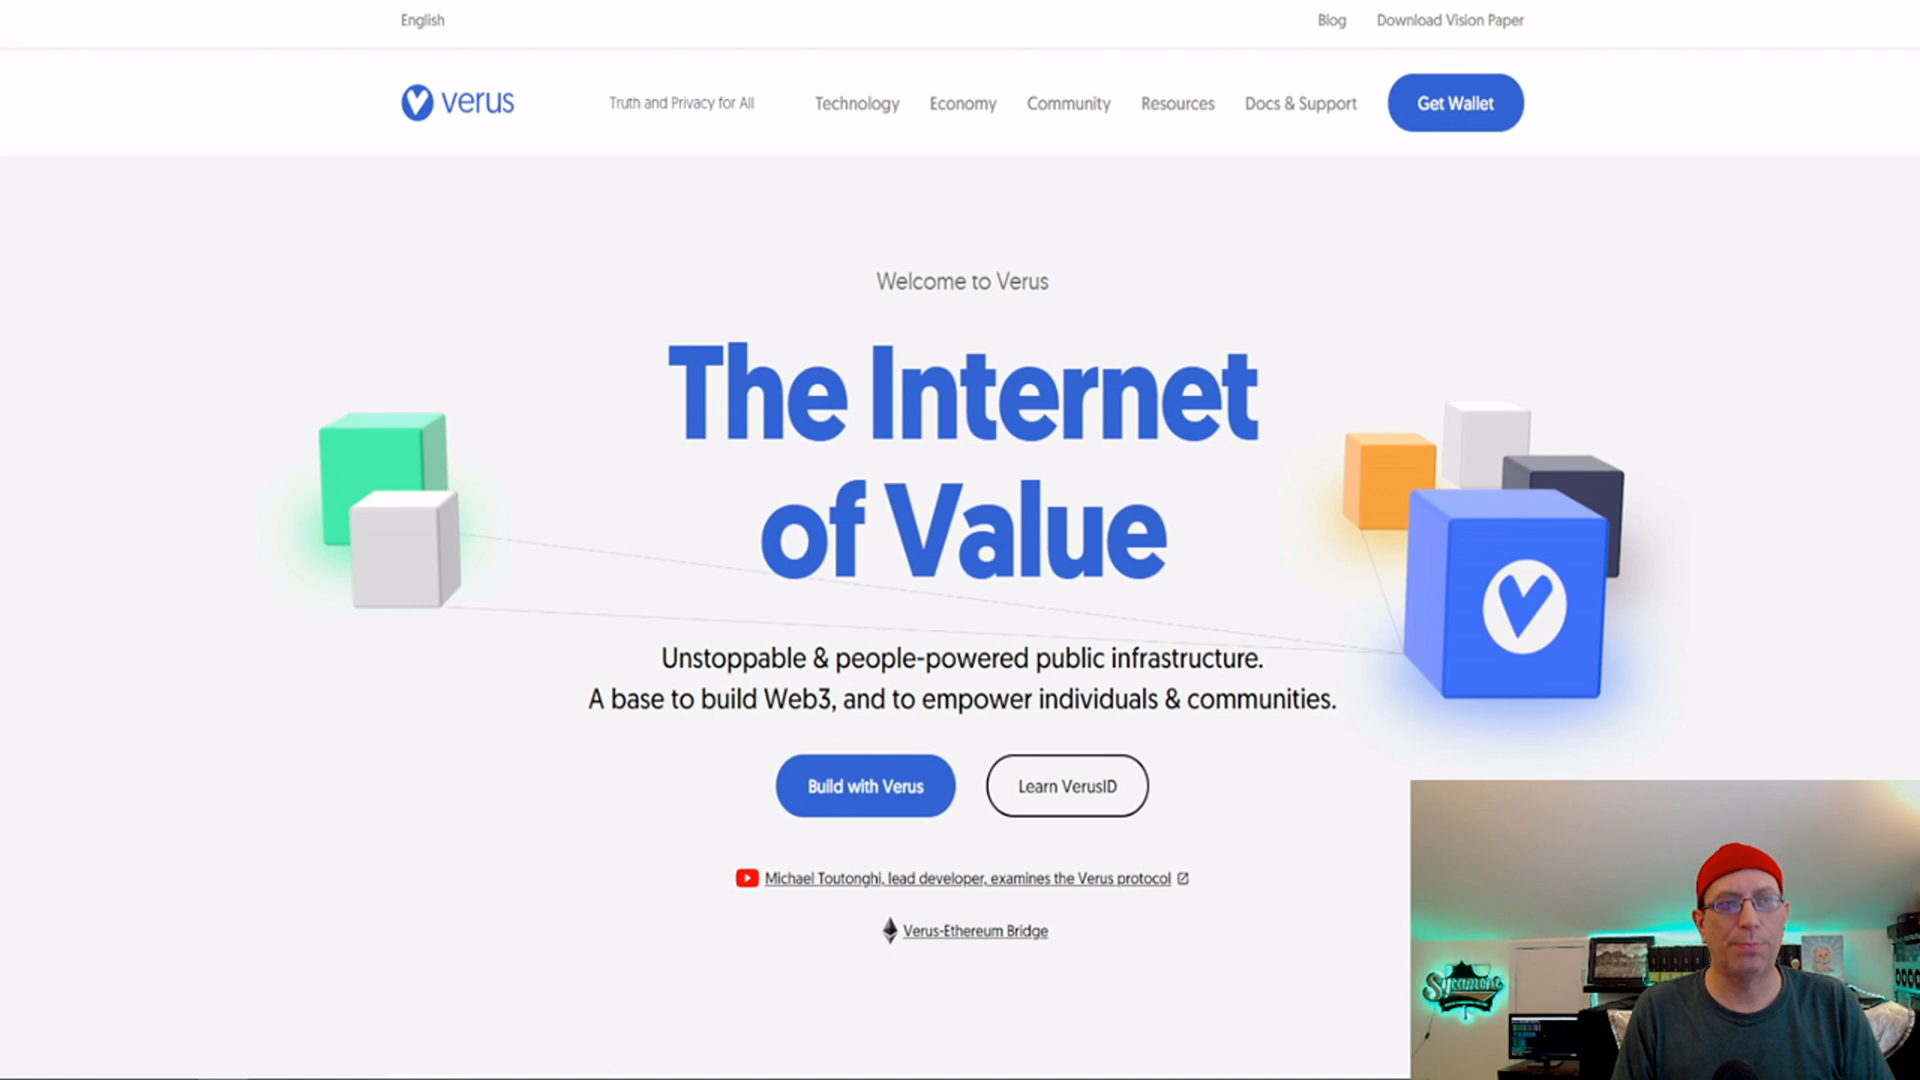 English
Blog
Download Vision Paper
verus
Truth and Privacy for All
Technology
Economy
Community
Resources
Docs & Support
Get Wallet
Welcome to Verus
The Internet
of Value
Unstoppable & people-powered public infrastructure.
A base to build Web3, and to empower individuals & communities.
Build with Verus
Learn VerusID
Michael Toutonghi, lead developer, examines the Verus protocol
Verus-Ethereum Bridge
Sycamore